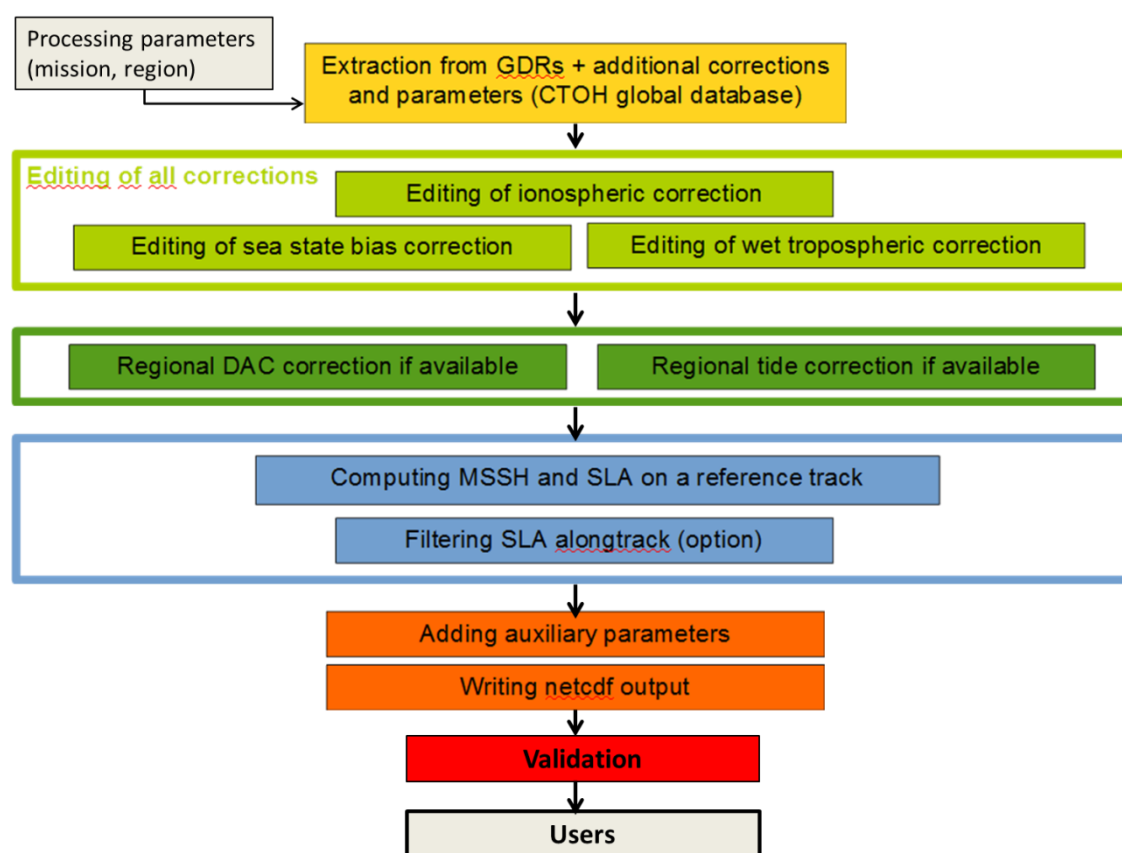 Processing parameters
(mission, region)
Extraction from GDRs + additional corrections
and parameters (CTOH global database)
Editing of all corrections
Editing of ionospheric correction
Editing of sea state bias correction
Editing of wet tropospheric correction
Regional DAC correction if available
Regional tide correction if available
Computing MSSH and SLA on a reference track
Filtering SLA alongtrack (option)
Adding auxiliary parameters
Writing netcdf output
Validation
Users